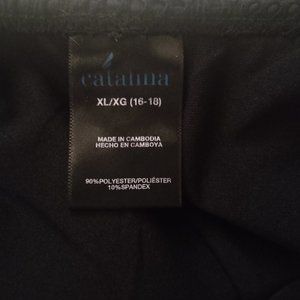 catalina
XL/XG (16-18)
MADE IN CAMBODIA
HECHO EN CAMBOYA
90%POLYESTER/POLIÉSTER
10%SPANDEX